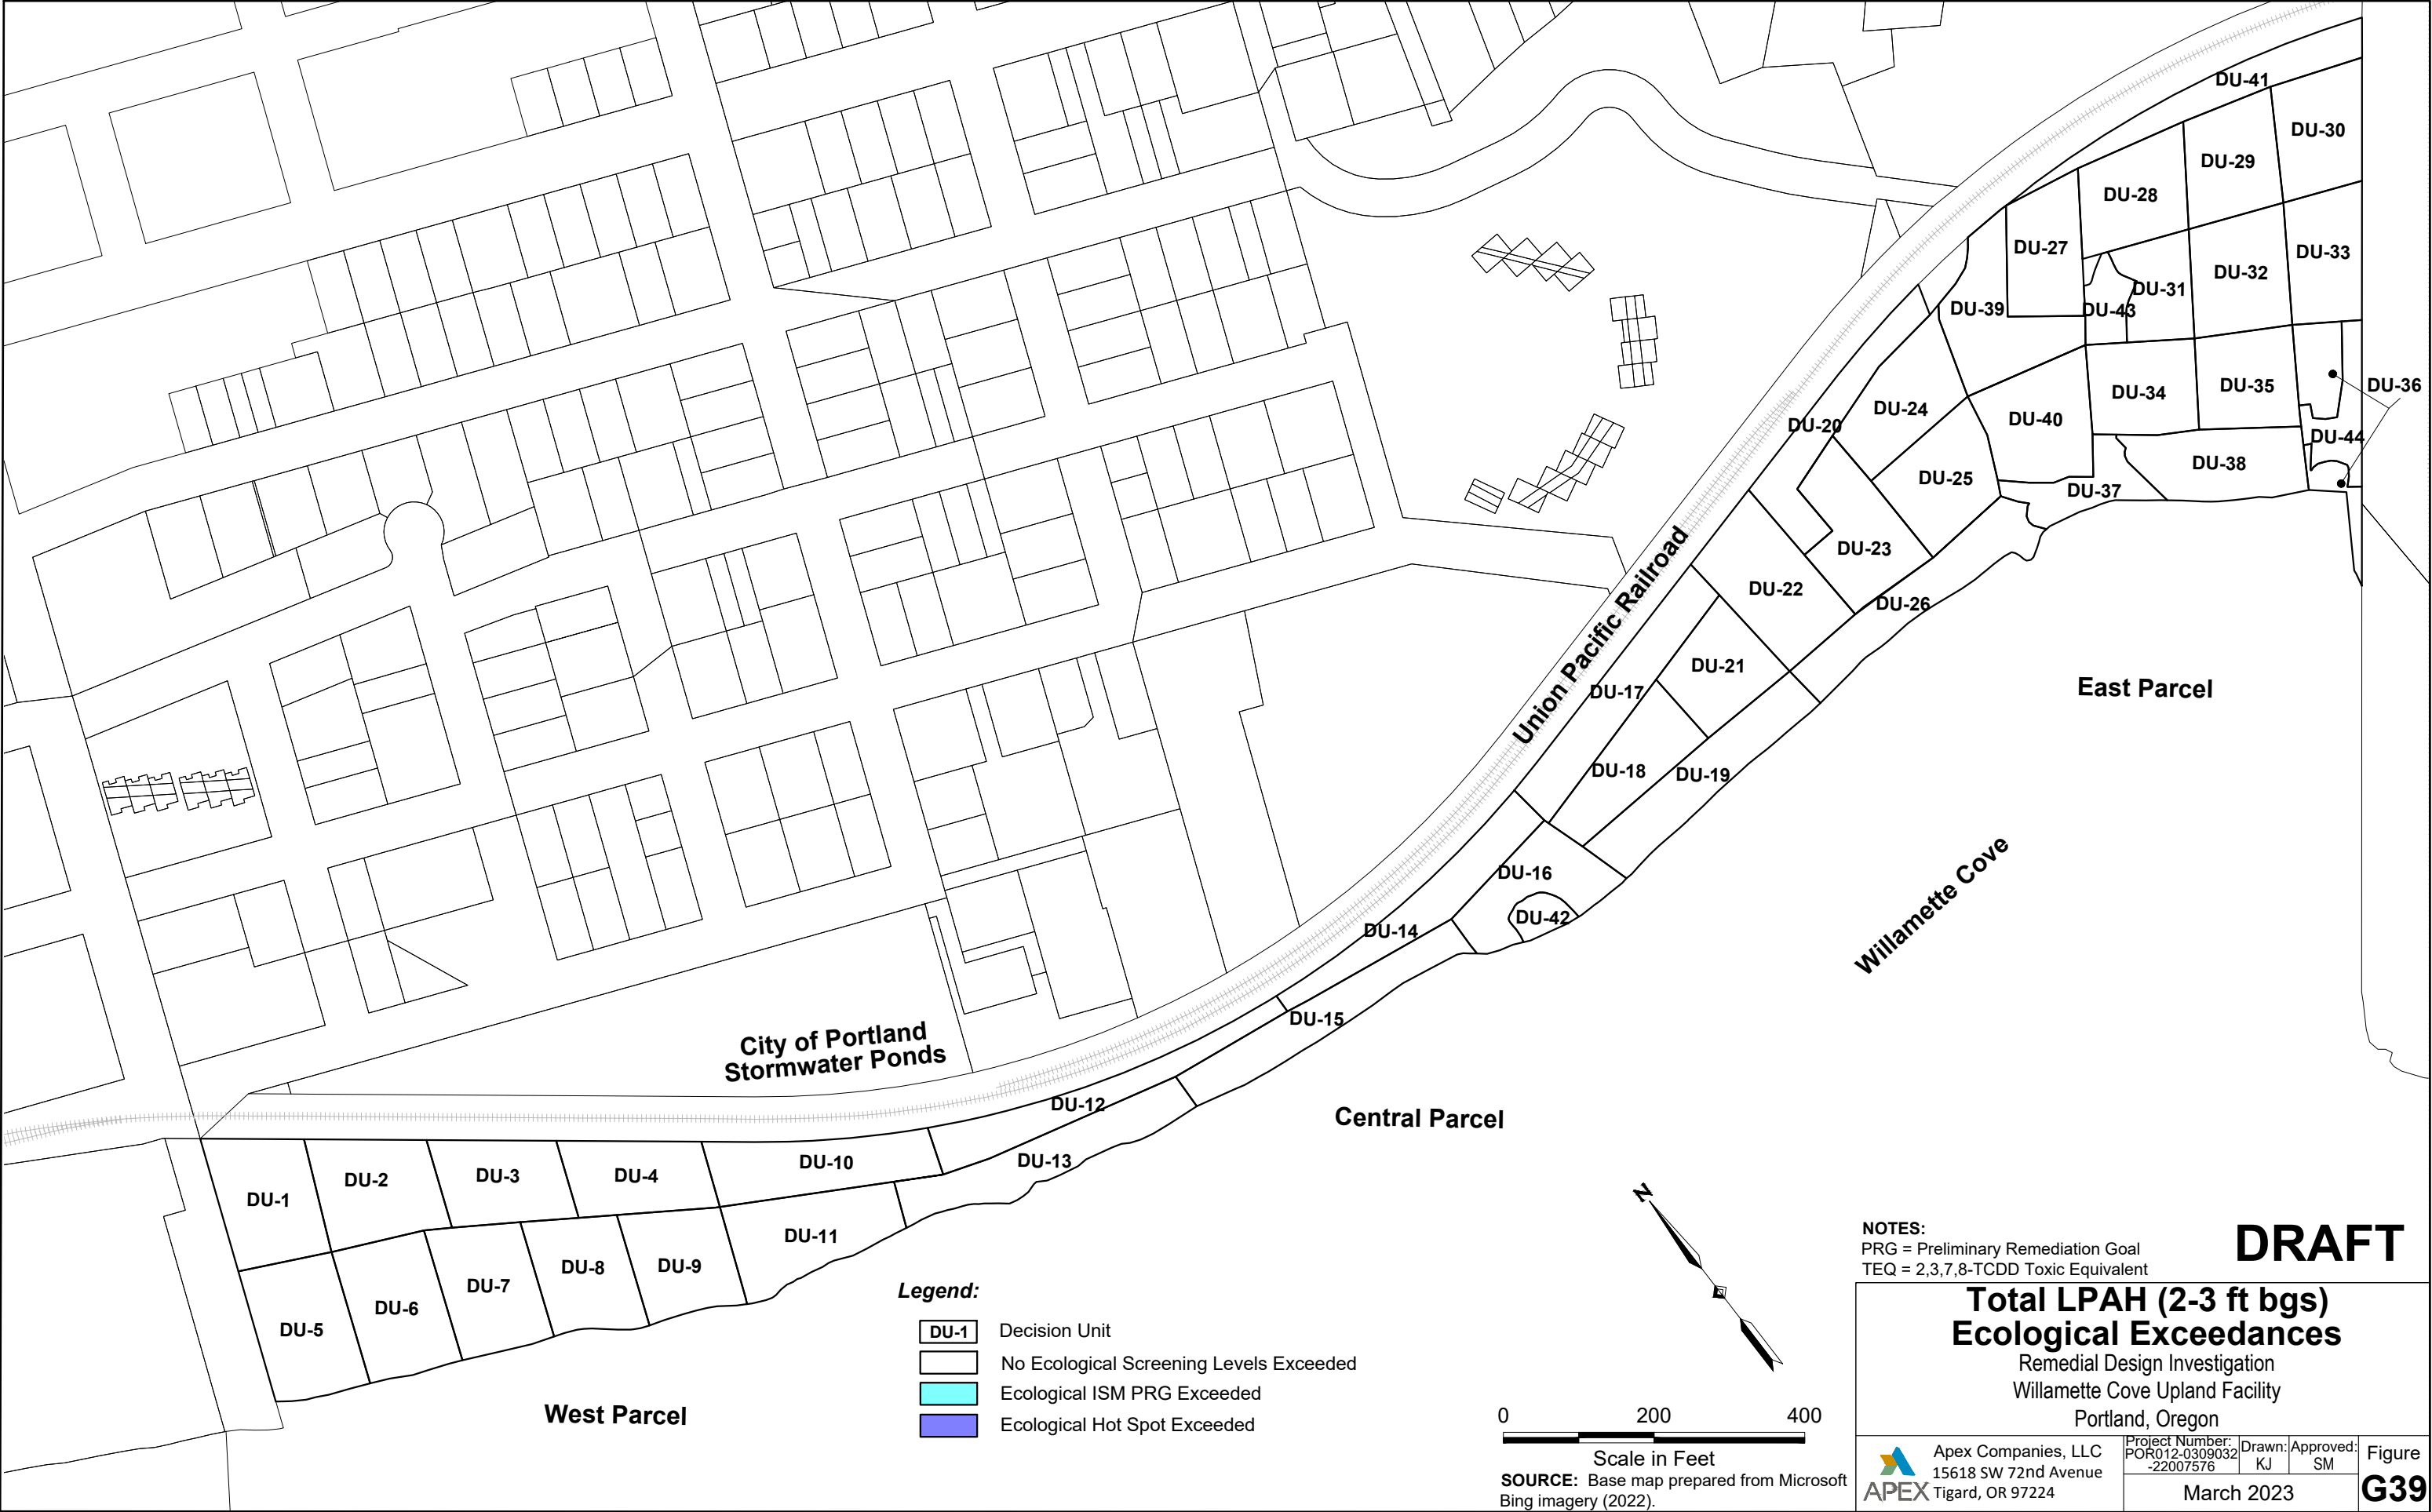 DU-41
DU-30
DU-29
DU-28
DU-27
DU-33
DU-32
DU-31
DU-43
DU-39
DU-36
DU-35
DU-34
DU-24
DU-40
DU-20
DU-44
DU-38
DU-25
DU-37
DU-23
DU-22
DU-26
Union Pacific Railroad
DU-21
DU-17
East Parcel
DU-18
DU-19
DU-16
DU-42
DU-14
Willamette Cove
DU-15
City of Portland
Stormwater Ponds
DU-12
Central Parcel
DU-13
DU-10
DU-4
DU-3
DU-2
DU-1
DU-11
DU-9
DU-8
DU-7
DU-6
DU-5
West Parcel
Legend:
DU-1 Decision Unit
No Ecological Screening Levels Exceeded
Ecological ISM PRG Exceeded
Ecological Hot Spot Exceeded
N
0 200 400
Scale in Feet
SOURCE: Base map prepared from Microsoft
Bing imagery (2022).
NOTES:
PRG = Preliminary Remediation Goal
TEQ = 2,3,7,8-TCDD Toxic Equivalent
DRAFT
Total LPAH (2-3 ft bgs)
Ecological Exceedances
Remedial Design Investigation
Willamette Cove Upland Facility
Portland, Oregon
APEX
Apex Companies, LLC
15618 SW 72nd Avenue
Tigard, OR 97224
Project Number:
POR012-0309032
-22007576
Drawn:
KJ
Approved:
SM
March 2023
Figure
G39